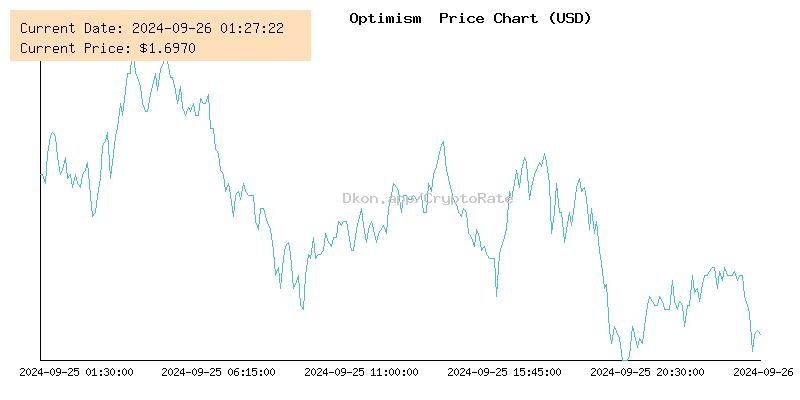 Optimism Price Chart (USD)
Current Date: 2024-09-26 01:27:22
Current Price: $1.6970
Dkon.app/CryptoRate
2024-09-25 01:30:00 2024-09-25 06:15:00 2024-09-25 11:00:00 2024-09-25 15:45:00 2024-09-25 20:30:00 2024-09-26